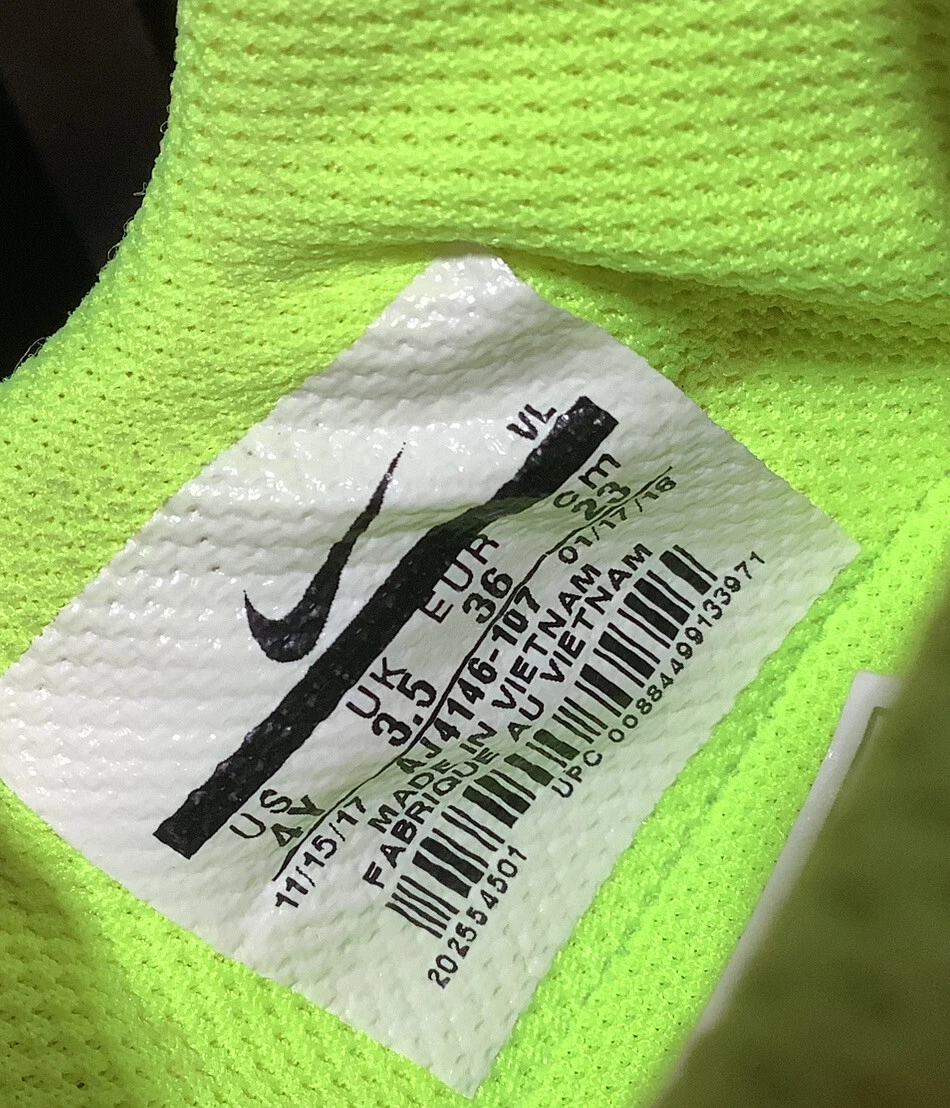 VL
US UK EUR cm
4Y 3.5 36 23
11/15/17 AJ4146-107 01/17/18
MADE IN VIETNAM
FABRIQUE AU VIETNAM
202554501 UPC 00884499133971